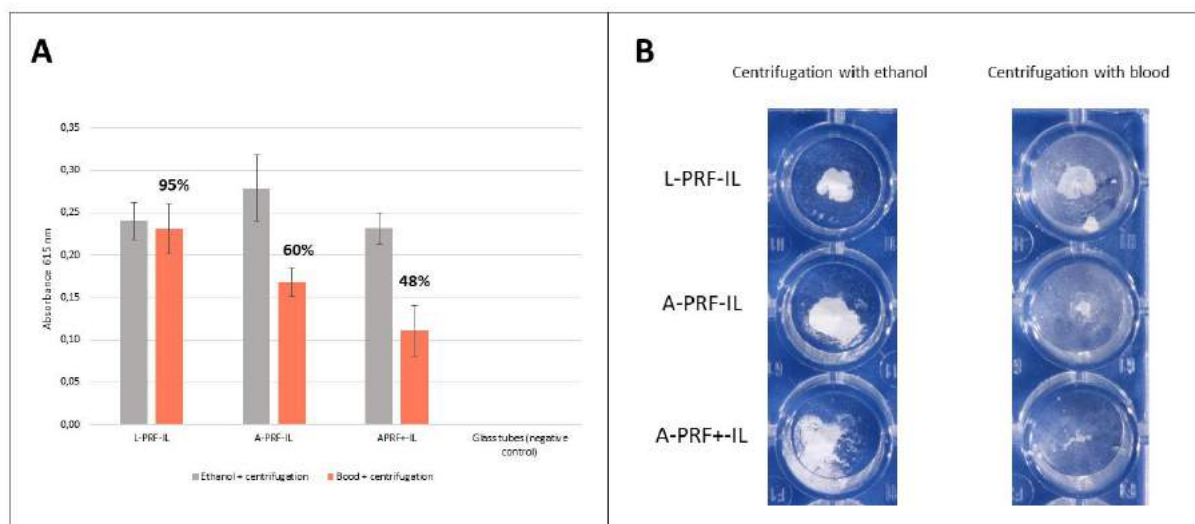 A
0,35
0,30
0,25
0,20
0,15
0,10
0,05
0,00
Absorbance 615 nm
95%
60%
48%
L-PRF-IL
A-PRF-IL
APRF+-IL
Glass tubes (negative
control)
Ethanol + centrifugation
Bood + centrifugation
B
Centrifugation with ethanol
Centrifugation with blood
L-PRF-IL
A-PRF-IL
A-PRF+-IL